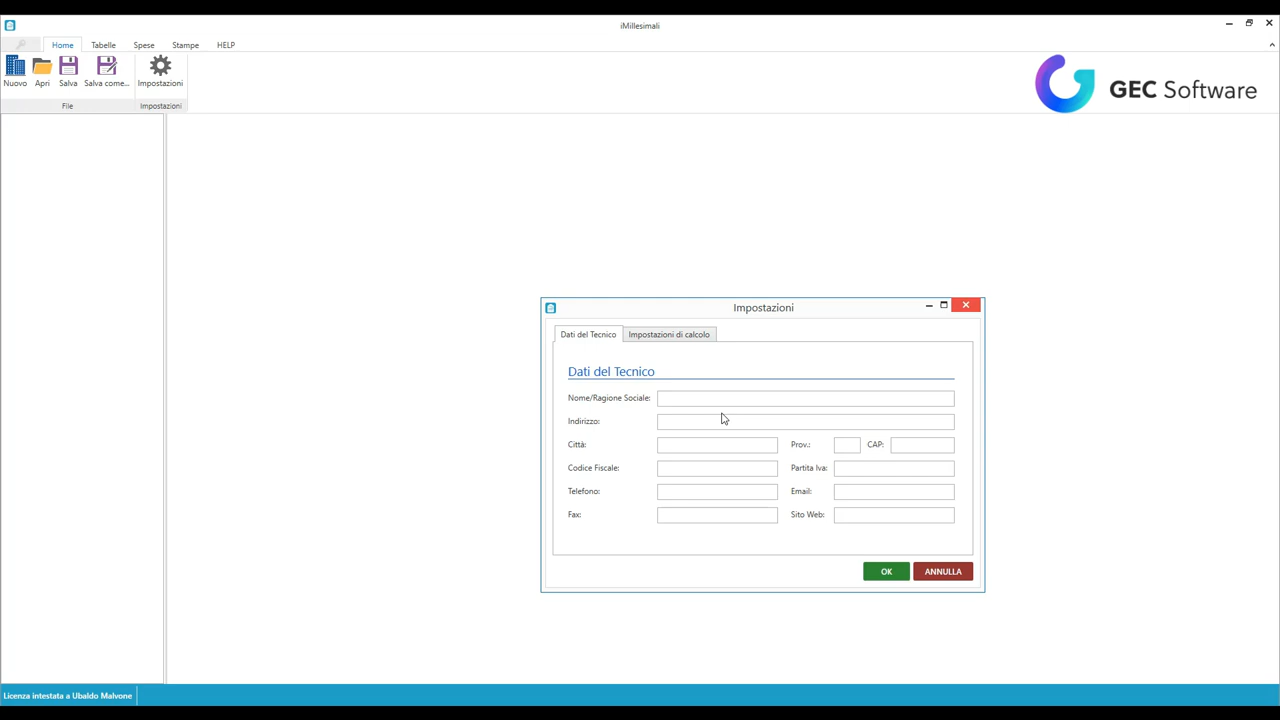 iMillesimali
Home Tabelle Spese Stampe HELP
Nuovo Apri Salva Salva come... Impostazioni
File Impostazioni
GEC Software
Impostazioni
Dati del Tecnico Impostazioni di calcolo
Dati del Tecnico
Nome/Ragione Sociale:
Indirizzo:
Città: Prov.: CAP:
Codice Fiscale: Partita Iva:
Telefono: Email:
Fax: Sito Web:
OK ANNULLA
Licenza intestata a Ubaldo Malvone